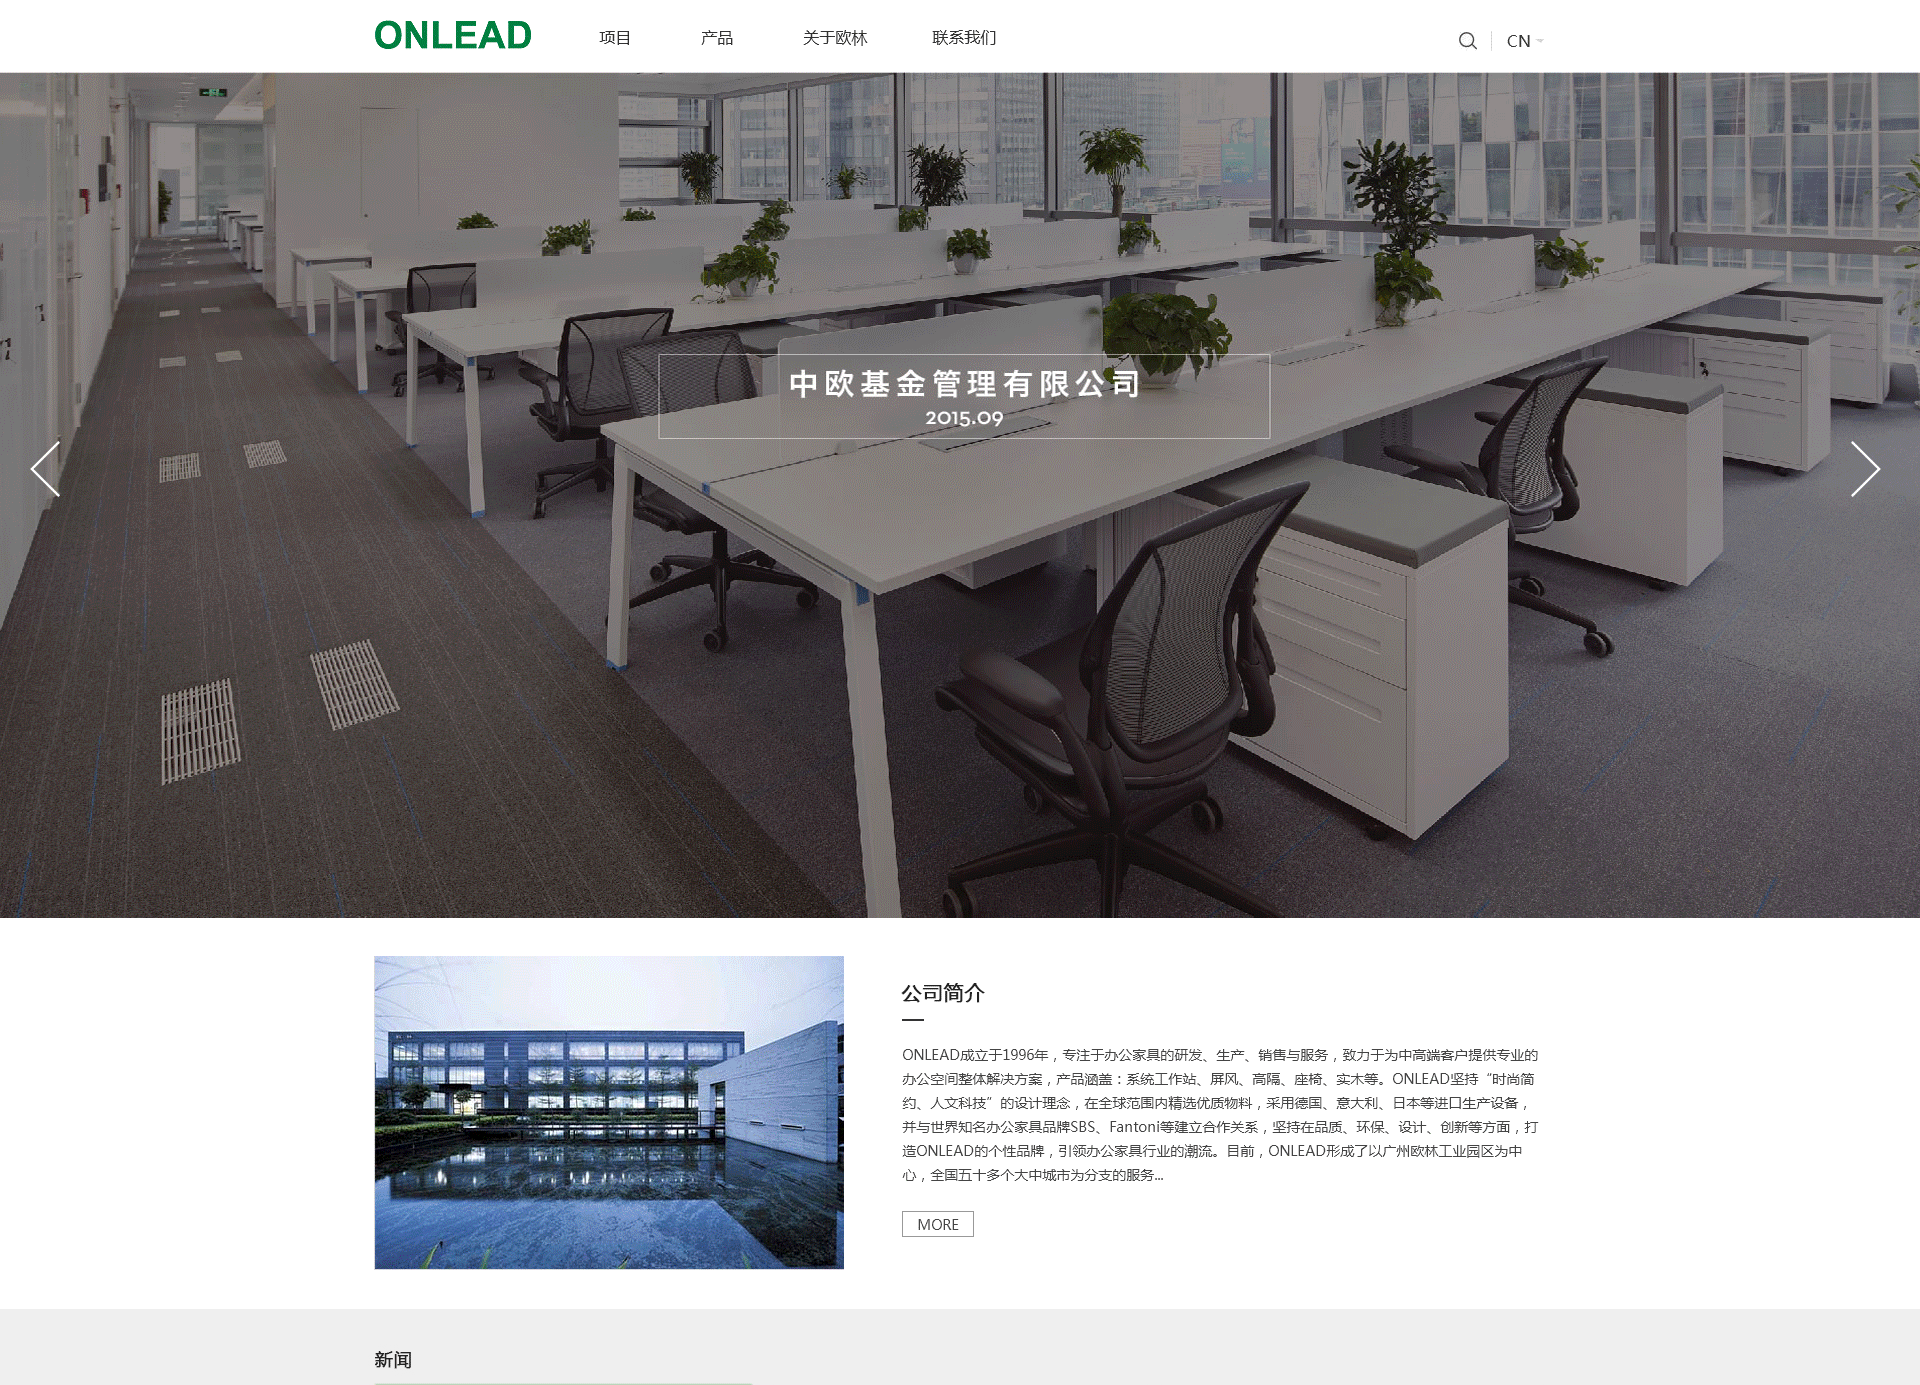 ONLEAD
项目
产品
关于欧林
联系我们
CN
中欧基金管理有限公司
2015.09
公司简介
ONLEAD成立于1996年，专注于办公家具的研发、生产、销售与服务，致力于为中高端客户提供专业的
办公空间整体解决方案，产品涵盖：系统工作站、屏风、高隔、座椅、实木等。ONLEAD坚持“时尚简
约、人文科技”的设计理念，在全球范围内精选优质物料，采用德国、意大利、日本等进口生产设备，
并与世界知名办公家具品牌SBS、Fantoni等建立合作关系，坚持在品质、环保、设计、创新等方面，打
造ONLEAD的个性品牌，引领办公家具行业的潮流。目前，ONLEAD形成了以广州欧林工业园区为中
心，全国五十多个大中城市为分支的服务...
MORE
新闻